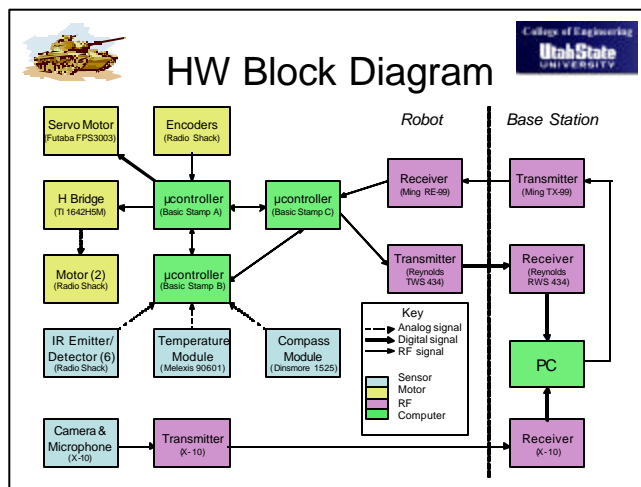 College of Engineering
UtahState
UNIVERSITY
HW Block Diagram
Servo Motor
(Futaba FPS3003)
Encoders
(Radio Shack)
Robot
Base Station
H Bridge
(TI 1642H5M)
µcontroller
(Basic Stamp A)
µcontroller
(Basic Stamp C)
Receiver
(Ming RE-99)
Transmitter
(Ming TX-99)
Motor (2)
(Radio Shack)
µcontroller
(Basic Stamp B)
Transmitter
(Reynolds
TWS 434)
Receiver
(Reynolds
RWS 434)
IR Emitter/
Detector (6)
(Radio Shack)
Temperature
Module
(Melexis 90601)
Compass
Module
(Dinsmore 1525)
Key
Analog signal
Digital signal
RF signal
Sensor
Motor
RF
Computer
PC
Camera &
Microphone
(X-10)
Transmitter
(X-10)
Receiver
(X-10)